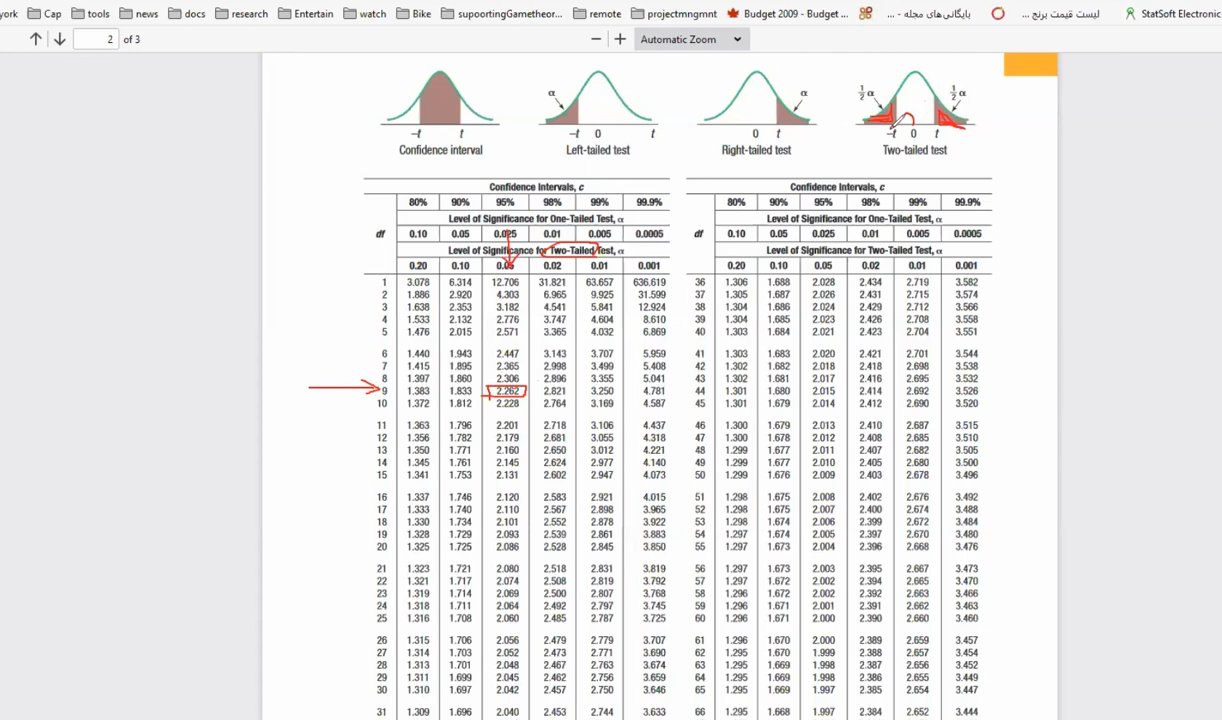 york Cap tools news docs research Entertain watch Bike supoortingGametheor... remote projectmngmnt Budget 2009 - Budget ... بایگانی‌های مجله - ... لیست قیمت برنج ... StatSoft Electronic
2 of 3 Automatic Zoom
α α ½α ½α
−t t −t 0 t 0 t −t 0 t
Confidence interval Left-tailed test Right-tailed test Two-tailed test
Confidence Intervals, c Confidence Intervals, c
80% 90% 95% 98% 99% 99.9% 80% 90% 95% 98% 99% 99.9%
Level of Significance for One-Tailed Test, α Level of Significance for One-Tailed Test, α
df 0.10 0.05 0.025 0.01 0.005 0.0005 df 0.10 0.05 0.025 0.01 0.005 0.0005
Level of Significance for Two-Tailed Test, α Level of Significance for Two-Tailed Test, α
0.20 0.10 0.05 0.02 0.01 0.001 0.20 0.10 0.05 0.02 0.01 0.001
1 3.078 6.314 12.706 31.821 63.657 636.619 36 1.306 1.688 2.028 2.434 2.719 3.582
2 1.886 2.920 4.303 6.965 9.925 31.599 37 1.305 1.687 2.026 2.431 2.715 3.574
3 1.638 2.353 3.182 4.541 5.841 12.924 38 1.304 1.686 2.024 2.429 2.712 3.566
4 1.533 2.132 2.776 3.747 4.604 8.610 39 1.304 1.685 2.023 2.426 2.708 3.558
5 1.476 2.015 2.571 3.365 4.032 6.869 40 1.303 1.684 2.021 2.423 2.704 3.551
6 1.440 1.943 2.447 3.143 3.707 5.959 41 1.303 1.683 2.020 2.421 2.701 3.544
7 1.415 1.895 2.365 2.998 3.499 5.408 42 1.302 1.682 2.018 2.418 2.698 3.538
8 1.397 1.860 2.306 2.896 3.355 5.041 43 1.302 1.681 2.017 2.416 2.695 3.532
9 1.383 1.833 2.262 2.821 3.250 4.781 44 1.301 1.680 2.015 2.414 2.692 3.526
10 1.372 1.812 2.228 2.764 3.169 4.587 45 1.301 1.679 2.014 2.412 2.690 3.520
11 1.363 1.796 2.201 2.718 3.106 4.437 46 1.300 1.679 2.013 2.410 2.687 3.515
12 1.356 1.782 2.179 2.681 3.055 4.318 47 1.300 1.678 2.012 2.408 2.685 3.510
13 1.350 1.771 2.160 2.650 3.012 4.221 48 1.299 1.677 2.011 2.407 2.682 3.505
14 1.345 1.761 2.145 2.624 2.977 4.140 49 1.299 1.677 2.010 2.405 2.680 3.500
15 1.341 1.753 2.131 2.602 2.947 4.073 50 1.299 1.676 2.009 2.403 2.678 3.496
16 1.337 1.746 2.120 2.583 2.921 4.015 51 1.298 1.675 2.008 2.402 2.676 3.492
17 1.333 1.740 2.110 2.567 2.898 3.965 52 1.298 1.675 2.007 2.400 2.674 3.488
18 1.330 1.734 2.101 2.552 2.878 3.922 53 1.298 1.674 2.006 2.399 2.672 3.484
19 1.328 1.729 2.093 2.539 2.861 3.883 54 1.297 1.674 2.005 2.397 2.670 3.480
20 1.325 1.725 2.086 2.528 2.845 3.850 55 1.297 1.673 2.004 2.396 2.668 3.476
21 1.323 1.721 2.080 2.518 2.831 3.819 56 1.297 1.673 2.003 2.395 2.667 3.473
22 1.321 1.717 2.074 2.508 2.819 3.792 57 1.297 1.672 2.002 2.394 2.665 3.470
23 1.319 1.714 2.069 2.500 2.807 3.768 58 1.296 1.672 2.002 2.392 2.663 3.466
24 1.318 1.711 2.064 2.492 2.797 3.745 59 1.296 1.671 2.001 2.391 2.662 3.463
25 1.316 1.708 2.060 2.485 2.787 3.725 60 1.296 1.671 2.000 2.390 2.660 3.460
26 1.315 1.706 2.056 2.479 2.779 3.707 61 1.296 1.670 2.000 2.389 2.659 3.457
27 1.314 1.703 2.052 2.473 2.771 3.690 62 1.295 1.670 1.999 2.388 2.657 3.454
28 1.313 1.701 2.048 2.467 2.763 3.674 63 1.295 1.669 1.998 2.387 2.656 3.452
29 1.311 1.699 2.045 2.462 2.756 3.659 64 1.295 1.669 1.998 2.386 2.655 3.449
30 1.310 1.697 2.042 2.457 2.750 3.646 65 1.295 1.669 1.997 2.385 2.654 3.447
31 1.309 1.696 2.040 2.453 2.744 3.633 66 1.295 1.668 1.997 2.384 2.652 3.444